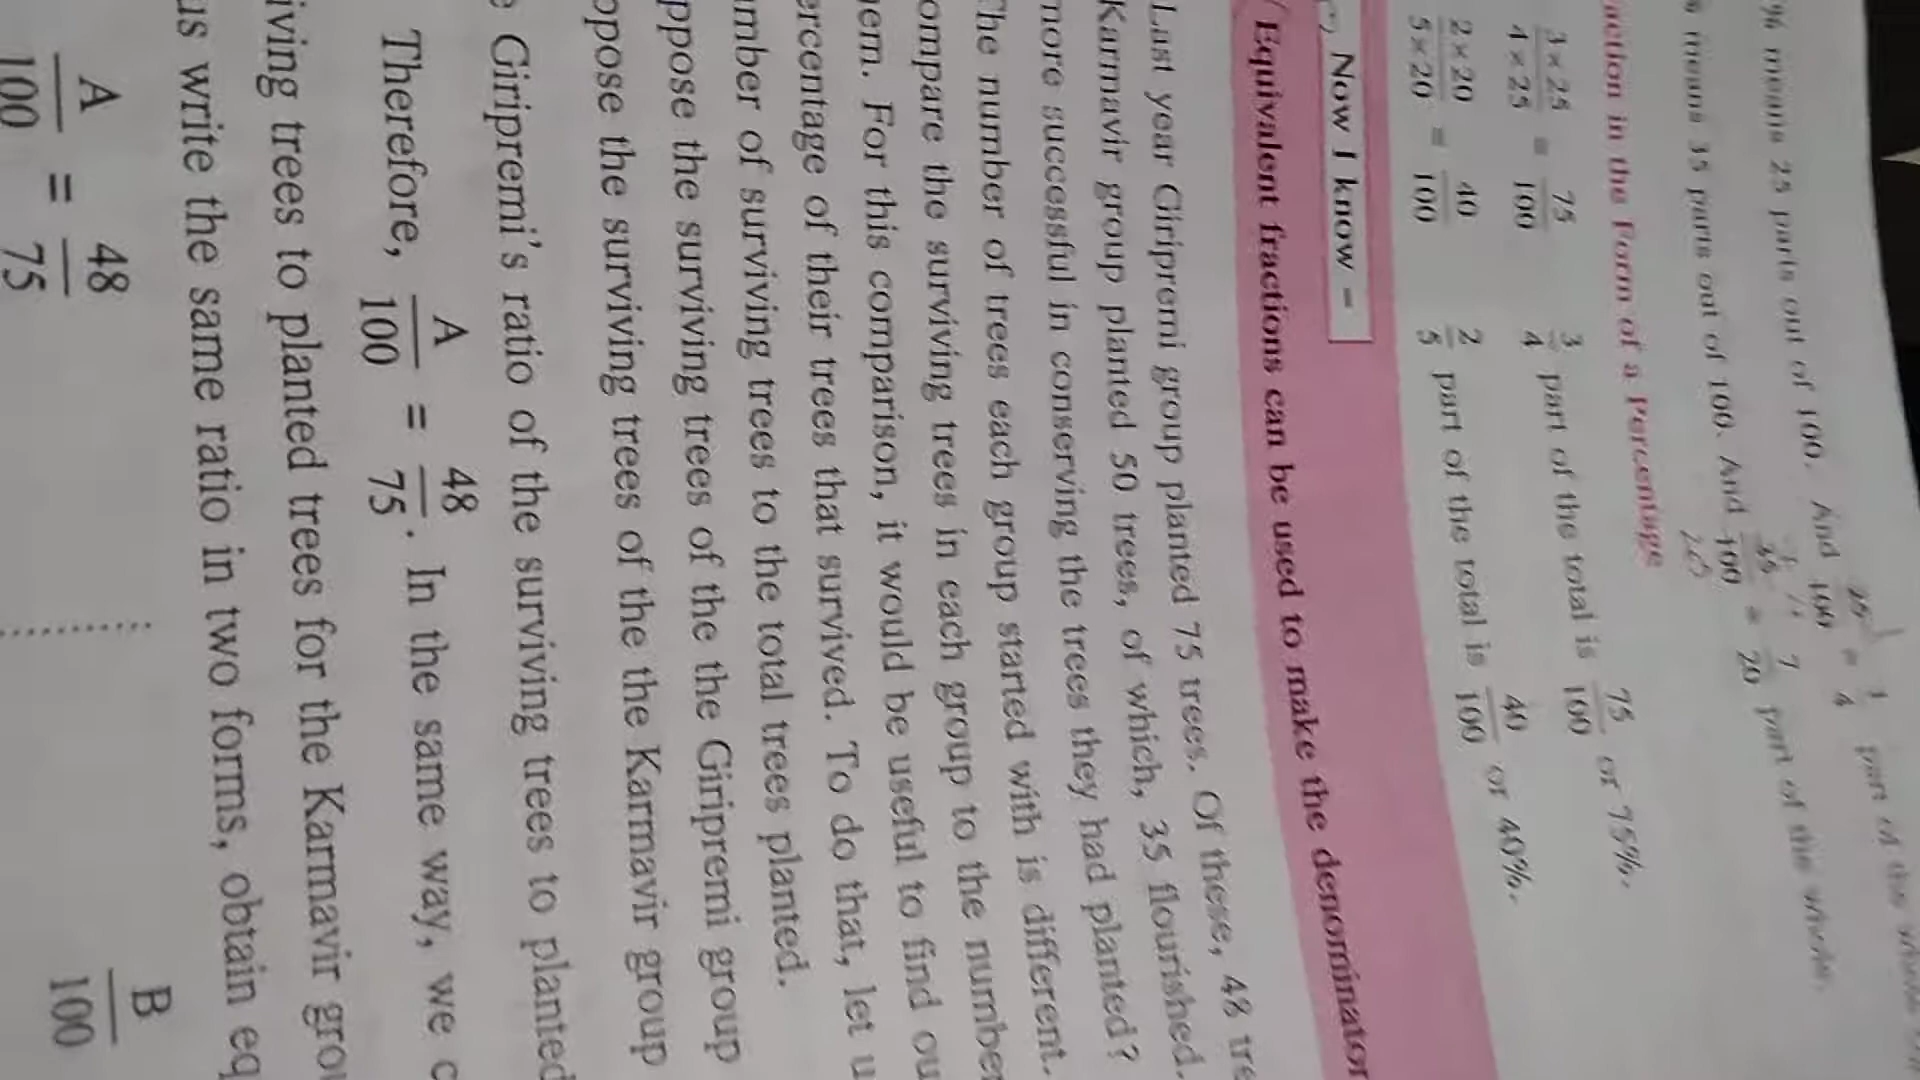 % means 25 parts out of 100. And 25/100 = 1/4 part of the whole
% means 35 parts out of 100. And 35/100 = 7/20 part of the whole.
20
action in the Form of a Percentage
3 × 25 / 4 × 25 = 75/100 3/4 part of the total is 75/100 or 75%.
2 × 20 / 5 × 20 = 40/100 2/5 part of the total is 40/100 or 40%.
Now I know -
Equivalent fractions can be used to make the denominator
Last year Giripremi group planted 75 trees. Of these, 48 tre
Karmavir group planted 50 trees, of which, 35 flourished.
more successful in conserving the trees they had planted?
The number of trees each group started with is different.
ompare the surviving trees in each group to the number
em. For this comparison, it would be useful to find ou
ercentage of their trees that survived. To do that, let u
mber of surviving trees to the total trees planted.
ppose the surviving trees of the the Giripremi group
ppose the surviving trees of the the Karmavir group
e Giripremi's ratio of the surviving trees to planted
Therefore, A/100 = 48/75. In the same way, we c
iving trees to planted trees for the Karmavir gro
us write the same ratio in two forms, obtain eq
A/100 = 48/75 B/100